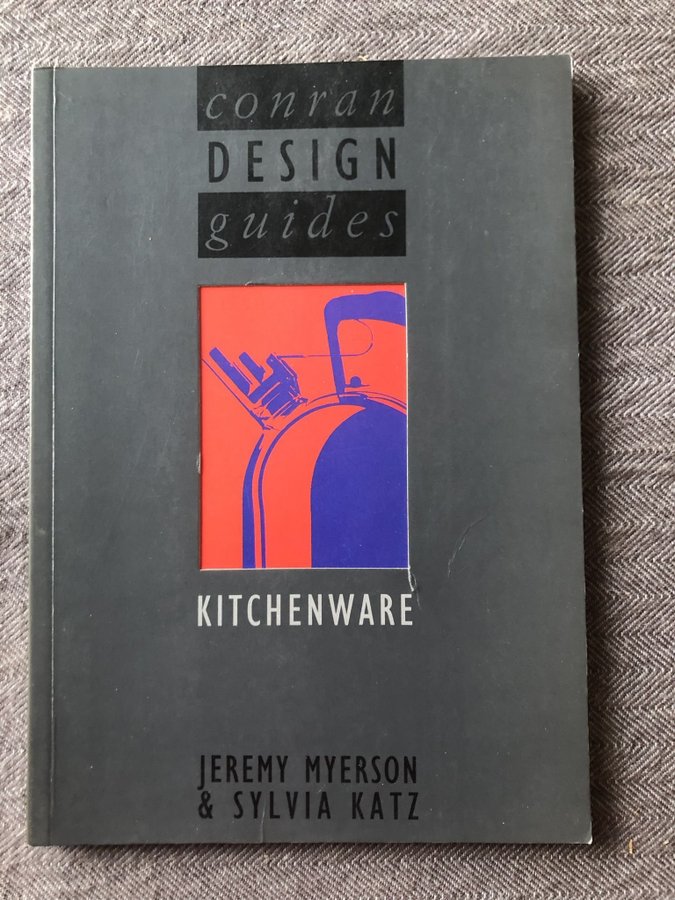 conran
DESIGN
guides
KITCHENWARE
JEREMY MYERSON
& SYLVIA KATZ